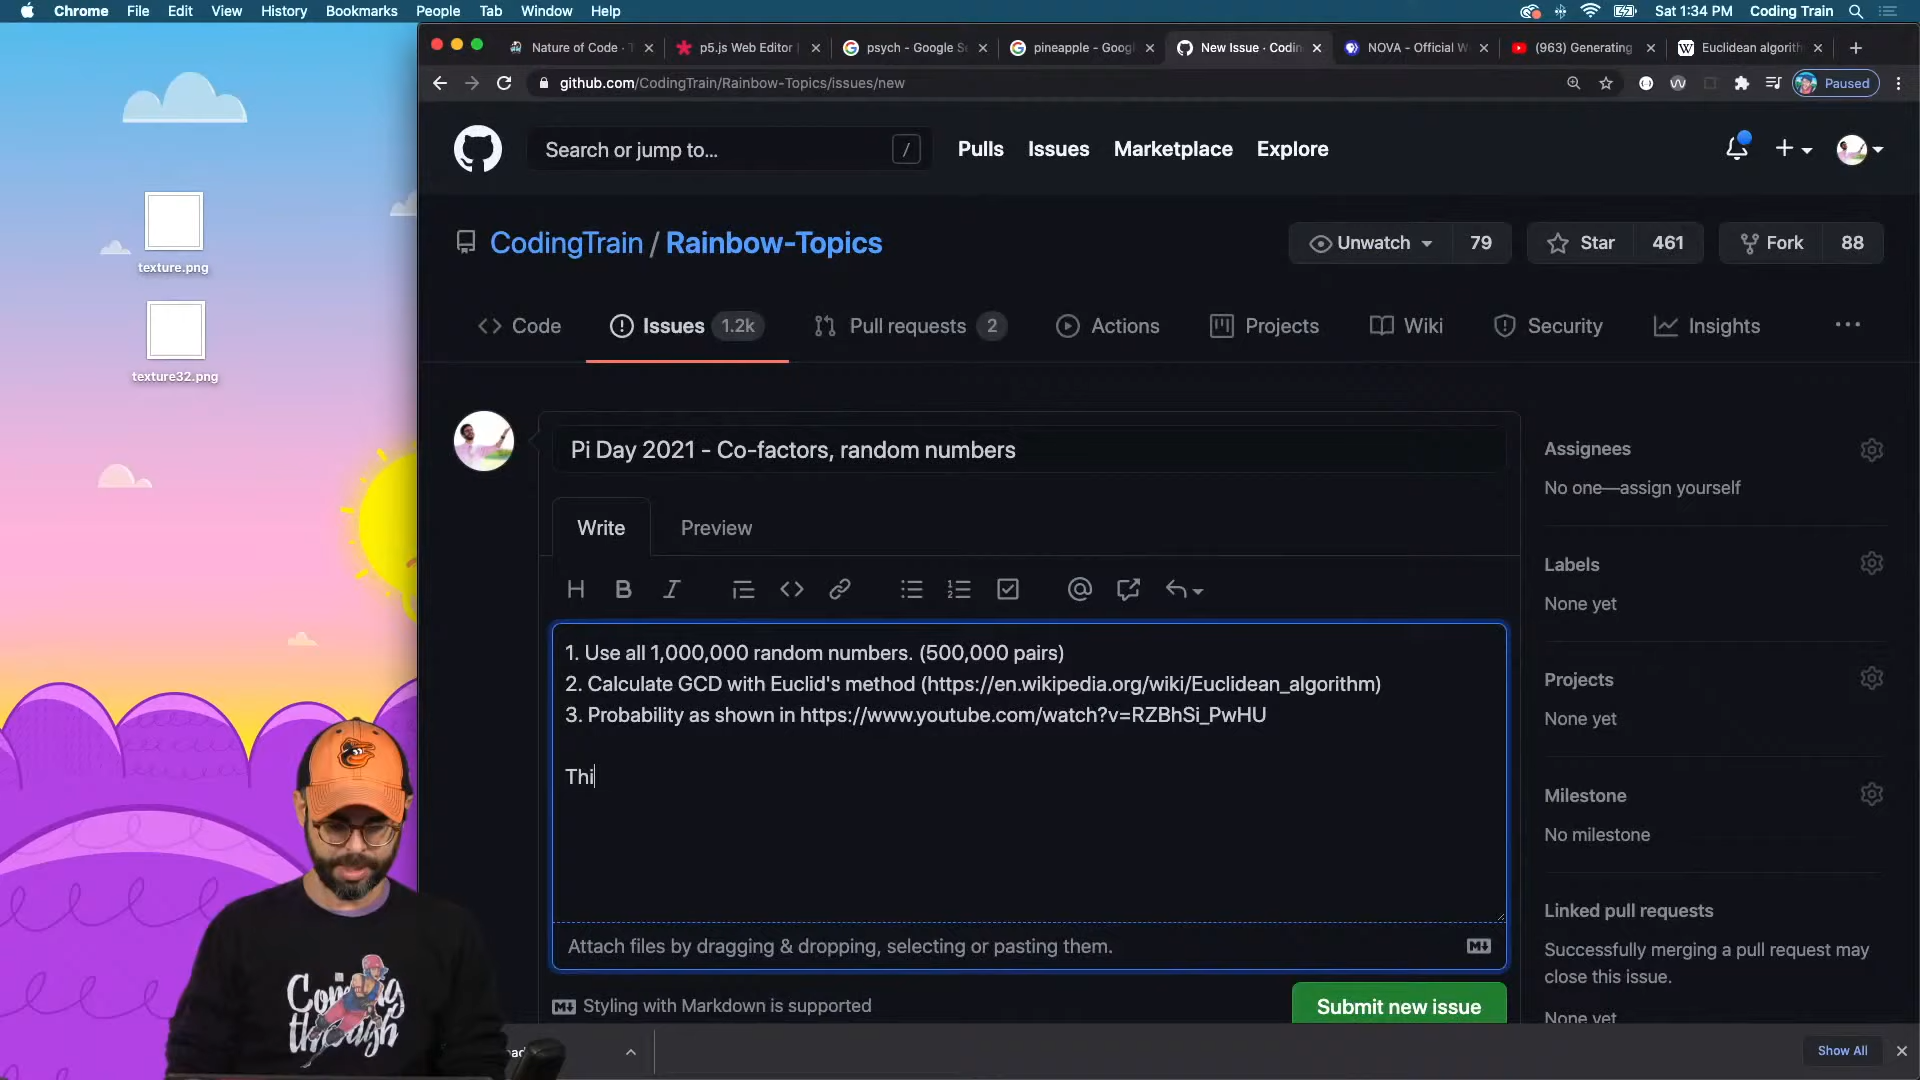 Chrome File Edit View History Bookmarks People Tab Window Help Sat 1:34 PM Coding Train
Nature of Code · T p5.js Web Editor psych - Google Se pineapple - Googl New Issue · Codin NOVA - Official W (963) Generating Euclidean algorith
github.com/CodingTrain/Rainbow-Topics/issues/new Paused
Search or jump to... / Pulls Issues Marketplace Explore
CodingTrain / Rainbow-Topics Unwatch 79 Star 461 Fork 88
texture.png
Code Issues 1.2k Pull requests 2 Actions Projects Wiki Security Insights
texture32.png
Pi Day 2021 - Co-factors, random numbers
Assignees
No one—assign yourself
Write Preview
Labels
None yet
1. Use all 1,000,000 random numbers. (500,000 pairs)
2. Calculate GCD with Euclid's method (https://en.wikipedia.org/wiki/Euclidean_algorithm)
3. Probability as shown in https://www.youtube.com/watch?v=RZBhSi_PwHU
Thi
Projects
None yet
Milestone
No milestone
Linked pull requests
Successfully merging a pull request may
close this issue.
None yet
Attach files by dragging & dropping, selecting or pasting them.
Styling with Markdown is supported
Submit new issue
Coming
through
Show All